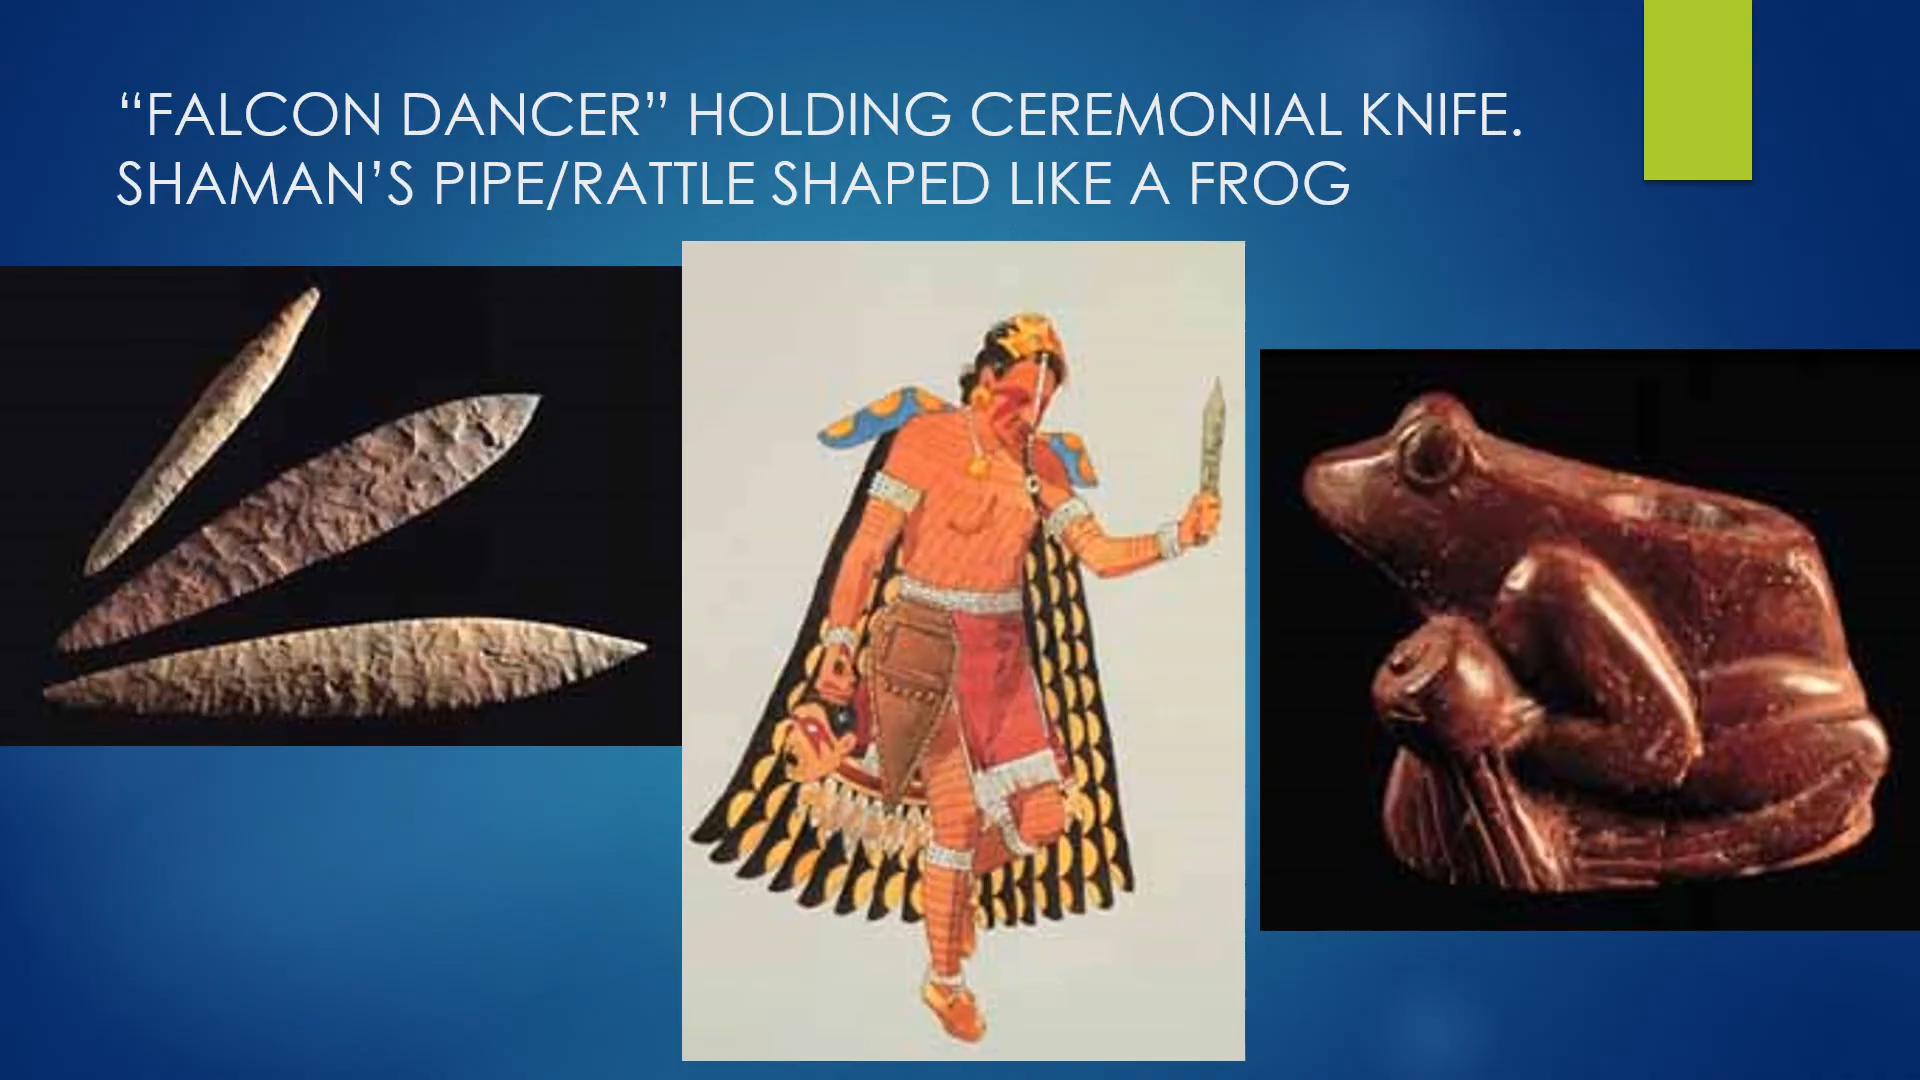 “FALCON DANCER” HOLDING CEREMONIAL KNIFE.
SHAMAN’S PIPE/RATTLE SHAPED LIKE A FROG